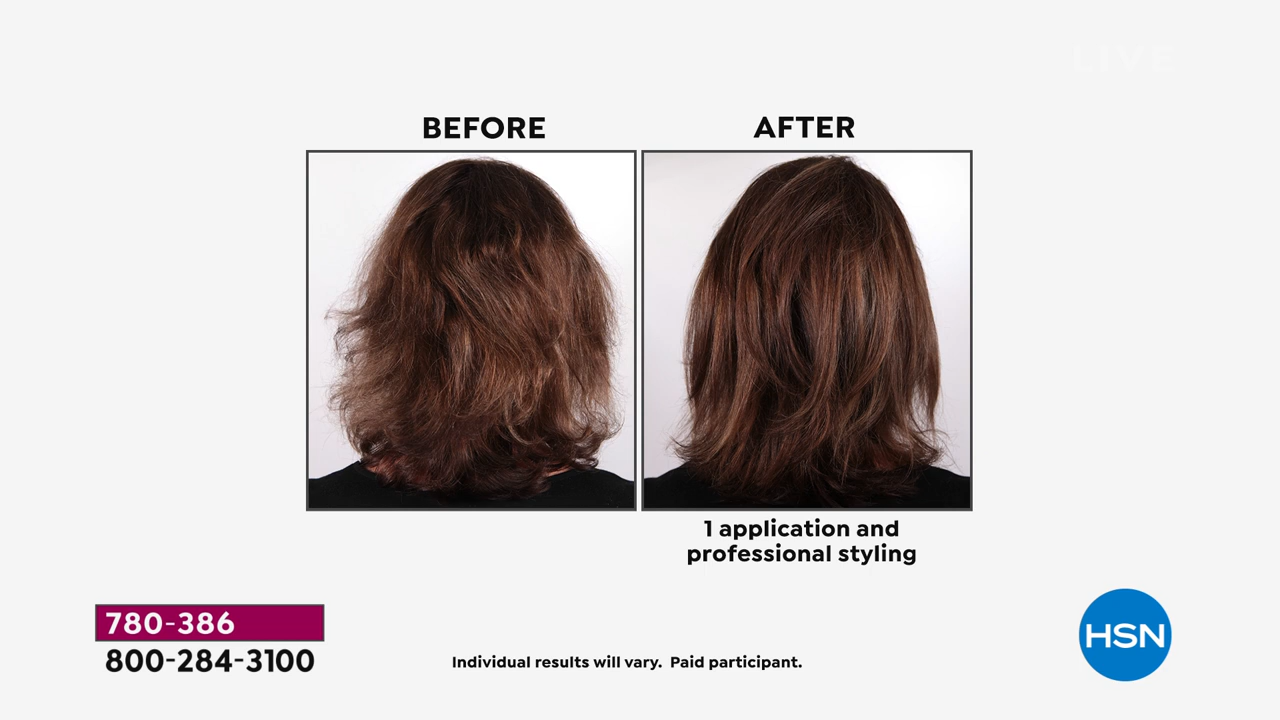 LIVE
BEFORE
AFTER
1 application and
professional styling
780-386
800-284-3100
Individual results will vary. Paid participant.
HSN